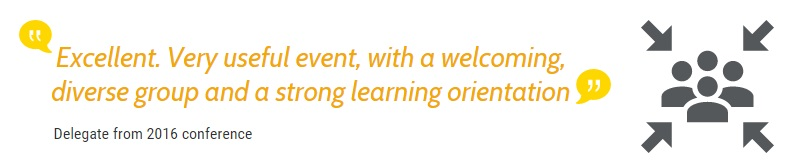 “ Excellent. Very useful event, with a welcoming,
diverse group and a strong learning orientation ”
Delegate from 2016 conference